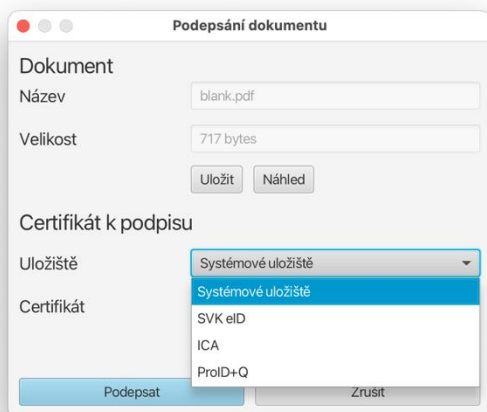 Podepsání dokumentu
Dokument
Název blank.pdf
Velikost 717 bytes
Uložit Náhled
Certifikát k podpisu
Uložiště Systémové uložiště
Systémové uložiště
Certifikát
SVK eID
ICA
ProID+Q
Podepsat Zrušit